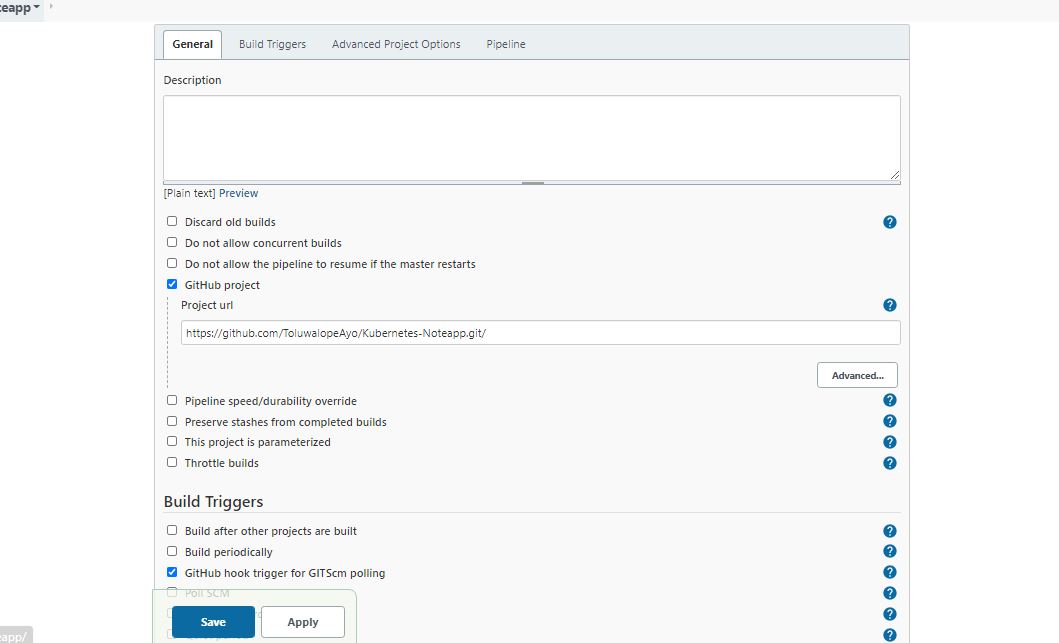 eapp
General Build Triggers Advanced Project Options Pipeline
Description
[Plain text] Preview
Discard old builds
Do not allow concurrent builds
Do not allow the pipeline to resume if the master restarts
GitHub project
Project url
https://github.com/ToluwalopeAyo/Kubernetes-Noteapp.git/
Advanced...
Pipeline speed/durability override
Preserve stashes from completed builds
This project is parameterized
Throttle builds
Build Triggers
Build after other projects are built
Build periodically
GitHub hook trigger for GITScm polling
Poll SCM
Save Apply
eapp/